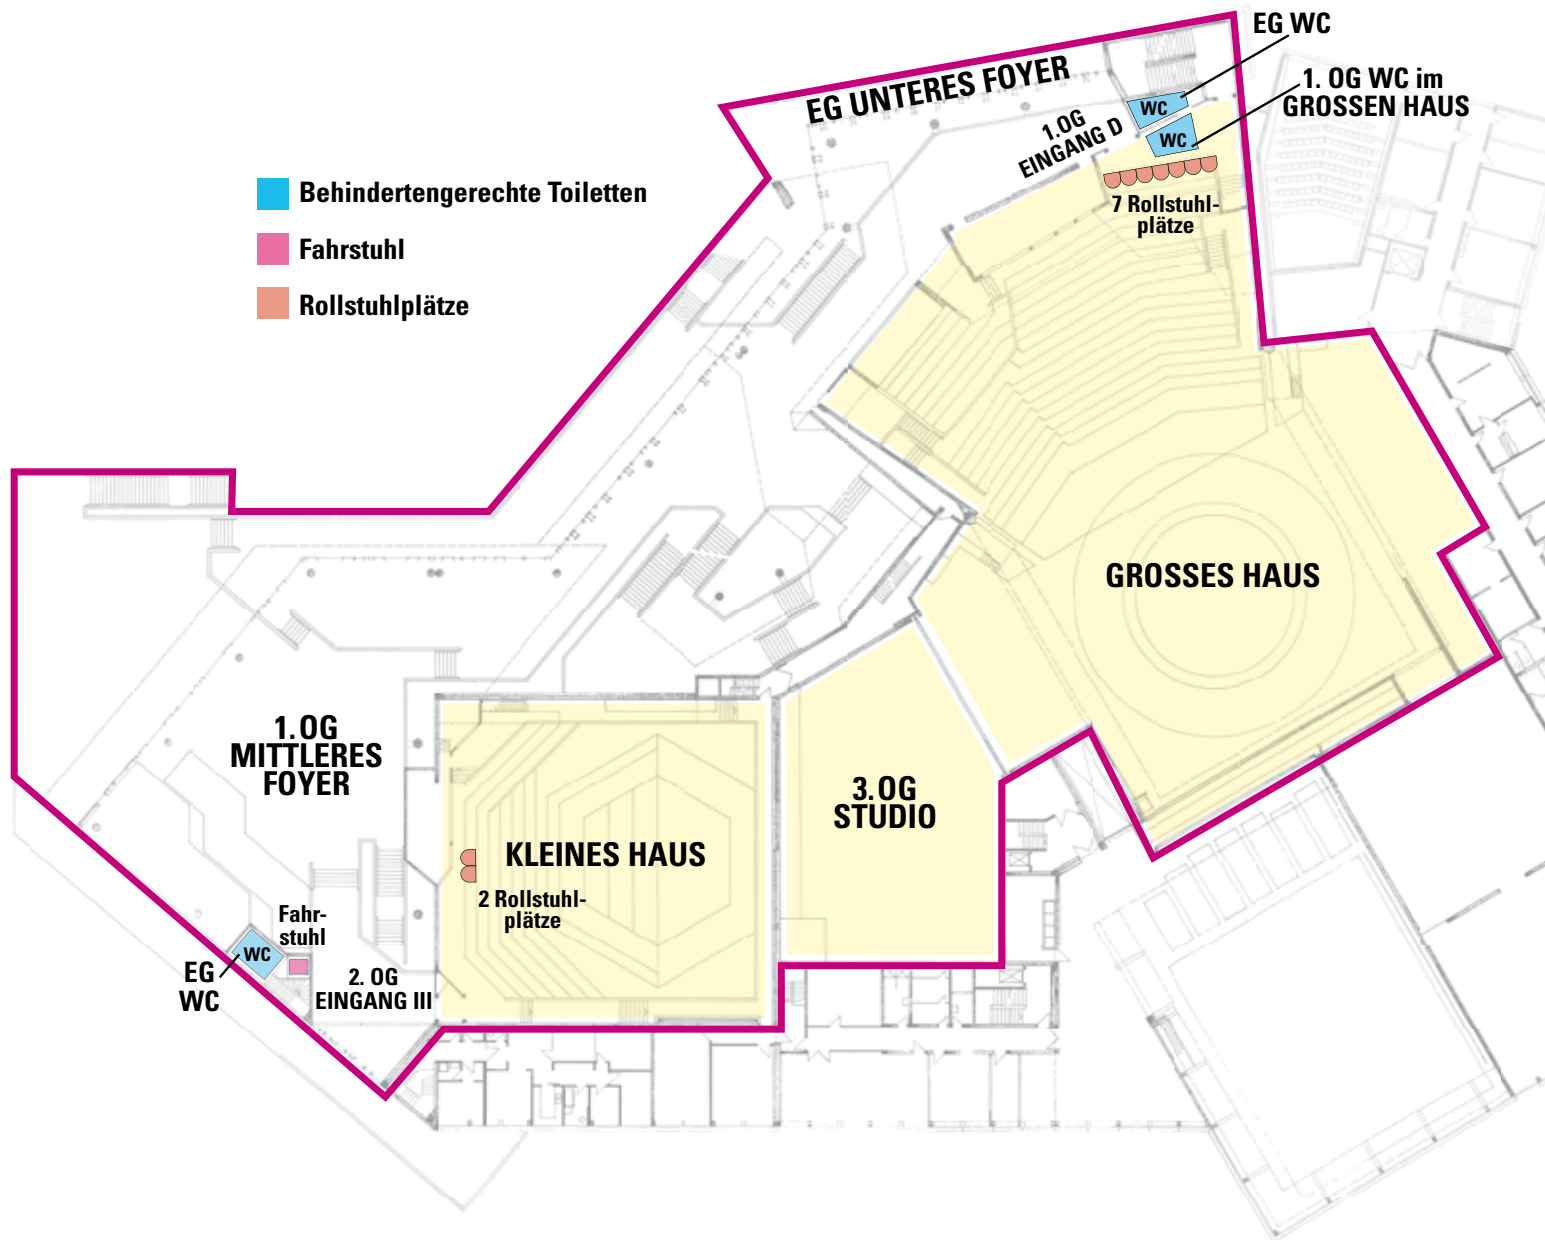 EG WC
1. OG WC im
GROSSEN HAUS
EG UNTERES FOYER
WC
WC
1.OG
EINGANG D
7 Rollstuhl-
plätze
Behindertengerechte Toiletten
Fahrstuhl
Rollstuhlplätze
GROSSES HAUS
1.OG
MITTLERES
FOYER
3.OG
STUDIO
KLEINES HAUS
2 Rollstuhl-
plätze
Fahr-
stuhl
WC
EG
WC
2. OG
EINGANG III